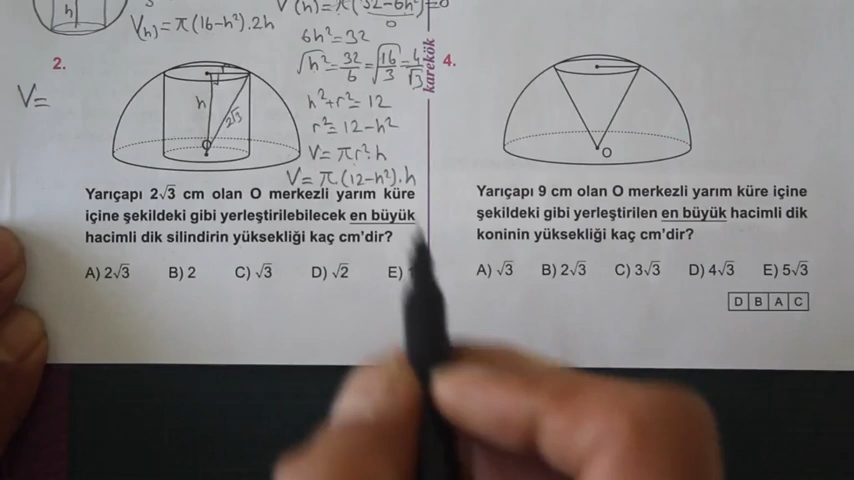 h
V(h) = π(16-h²).2h
V'(h) = π(32-6h²) = 0
0
6h² = 32
√h² = 32/6 = √16/3 = 4/√3
2.
V=
r
h
2√3
O
h²+r² = 12
r² = 12-h²
V = πr².h
V = π(12-h²).h
Yarıçapı 2√3 cm olan O merkezli yarım küre
içine şekildeki gibi yerleştirilebilecek en büyük
hacimli dik silindirin yüksekliği kaç cm'dir?
A) 2√3 B) 2 C) √3 D) √2 E)
karekök
4.
O
Yarıçapı 9 cm olan O merkezli yarım küre içine
şekildeki gibi yerleştirilen en büyük hacimli dik
koninin yüksekliği kaç cm'dir?
A) √3 B) 2√3 C) 3√3 D) 4√3 E) 5√3
D B A C